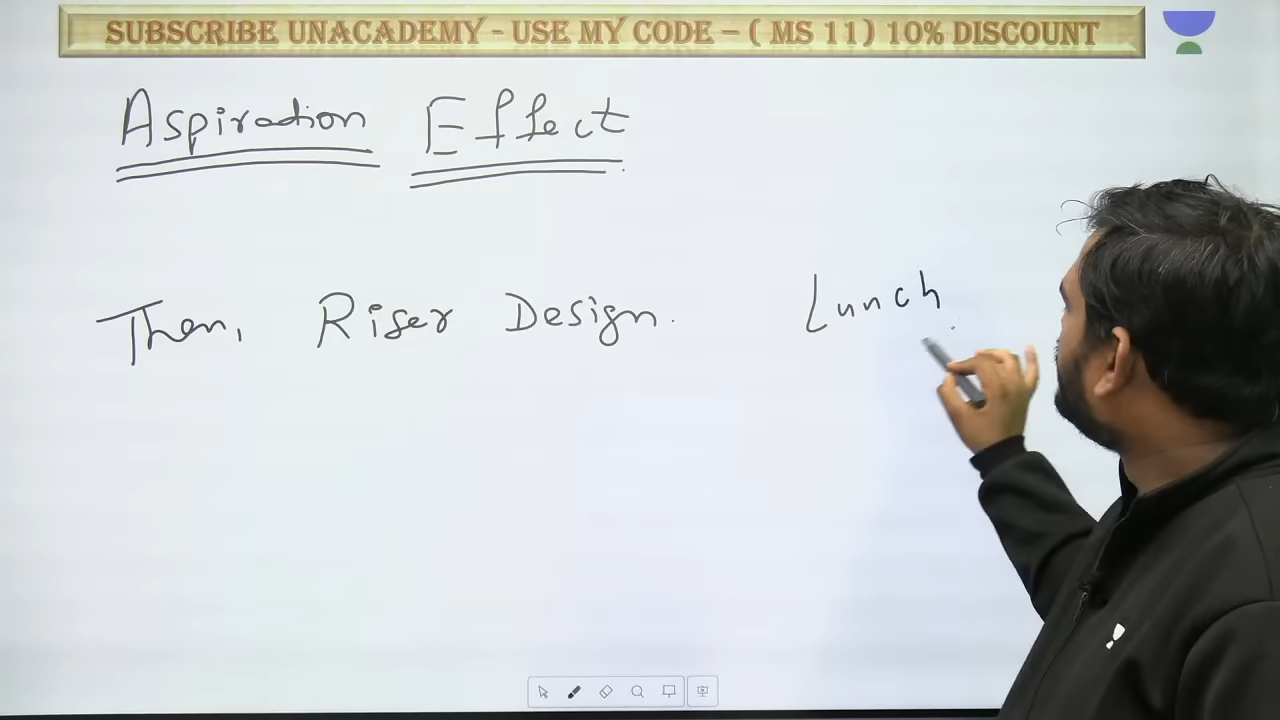 SUBSCRIBE UNACADEMY - USE MY CODE – ( MS 11 ) 10% DISCOUNT
Aspiration Effect
Then, Riser Design. Lunch